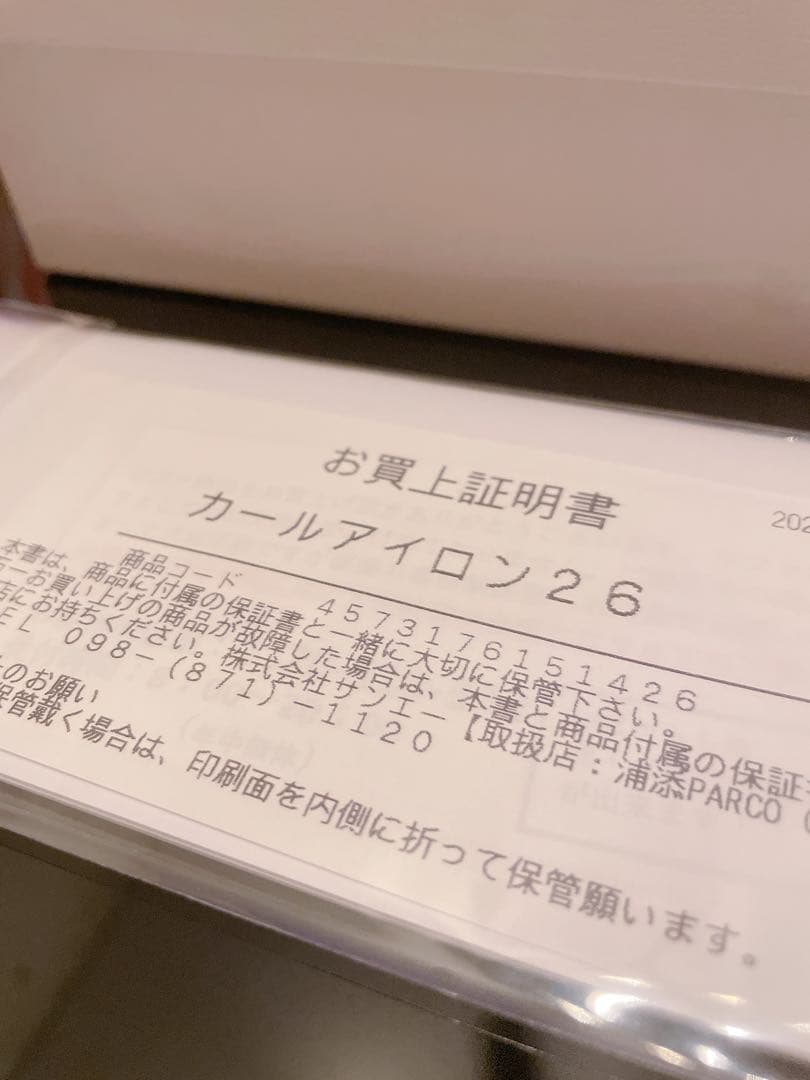 お買上証明書
202
カールアイロン26
商品コード 4573176151426
本書は、商品に付属の保証書と一緒に大切に保管下さい。
万一お買い上げの商品が故障した場合は、本書と商品付属の保証
店にお持ちください。株式会社サンエー【取扱店：浦添PARCO（
EL 098-(871)-1120
のお願い
保管戴く場合は、印刷面を内側に折って保管願います。